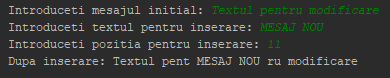 Introduceti mesajul initial: Textul pentru modificare
Introduceti textul pentru inserare: MESAJ NOU
Introduceti pozitia pentru inserare: 11
Dupa inserare: Textul pent MESAJ NOU ru modificare